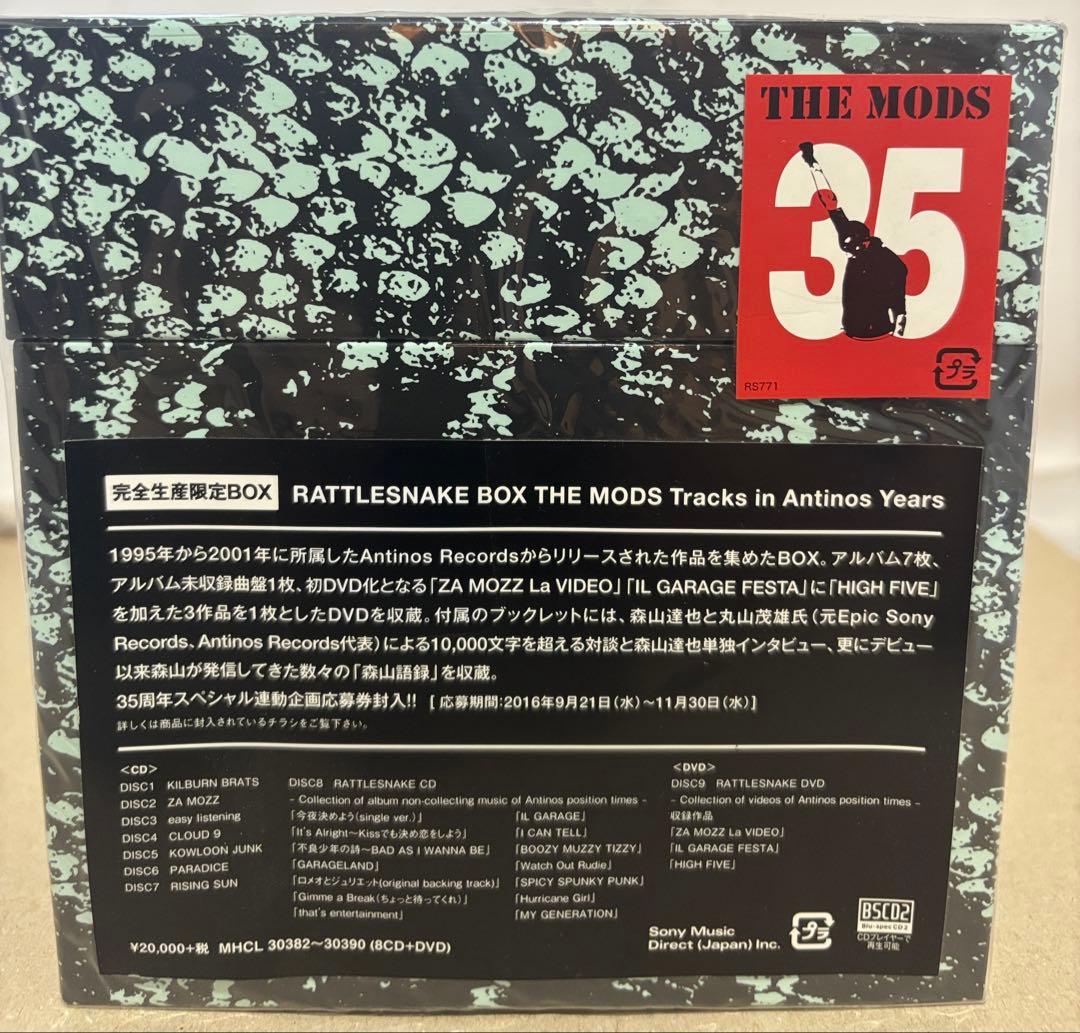 THE MODS
35
プラ
RS771
完全生産限定BOX RATTLESNAKE BOX THE MODS Tracks in Antinos Years
1995年から2001年に所属したAntinos Recordsからリリースされた作品を集めたBOX。アルバム7枚、
アルバム未収録曲盤1枚、初DVD化となる「ZA MOZZ La VIDEO」「IL GARAGE FESTA」に「HIGH FIVE」
を加えた3作品を1枚としたDVDを収蔵。付属のブックレットには、森山達也と丸山茂雄氏(元Epic Sony
Records、Antinos Records代表)による10,000文字を超える対談と森山達也単独インタビュー、更にデビュー
以来森山が発信してきた数々の「森山語録」を収蔵。
35周年スペシャル連動企画応募券封入!! [ 応募期間:2016年9月21日(水)~11月30日(水)]
詳しくは商品に封入されているチラシをご覧下さい。
<CD>
DISC1 KILBURN BRATS
DISC2 ZA MOZZ
DISC3 easy listening
DISC4 CLOUD 9
DISC5 KOWLOON JUNK
DISC6 PARADICE
DISC7 RISING SUN
DISC8 RATTLESNAKE CD
- Collection of album non-collecting music of Antinos position times -
「今夜決めよう(single ver.)」
「It's Alright~Kissでも決め恋をしよう」
「不良少年の詩~BAD AS I WANNA BE」
「GARAGELAND」
「ロメオとジュリエット(original backing track)」
「Gimme a Break(ちょっと待ってくれ)」
「that's entertainment」
「IL GARAGE」
「I CAN TELL」
「BOOZY MUZZY TIZZY」
「Watch Out Rudie」
「SPICY SPUNKY PUNK」
「Hurricane Girl」
「MY GENERATION」
<DVD>
DISC9 RATTLESNAKE DVD
- Collection of videos of Antinos position times -
収録作品
「ZA MOZZ La VIDEO」
「IL GARAGE FESTA」
「HIGH FIVE」
¥20,000+税 MHCL 30382~30390 (8CD+DVD)
Sony Music
Direct (Japan) Inc.
プラ
BSCD2
Blu-spec CD 2
CDプレイヤーで
再生可能